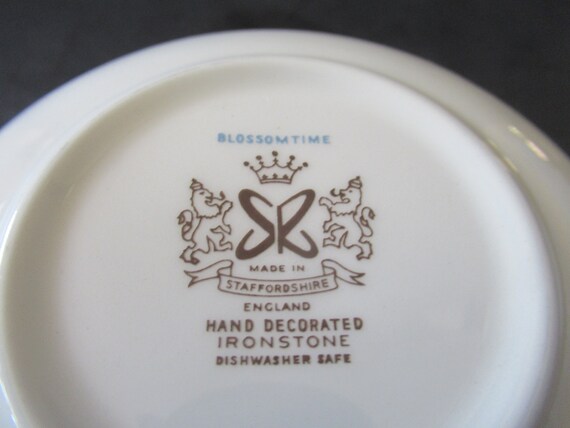 BLOSSOMTIME
SR
MADE IN
STAFFORDSHIRE
ENGLAND
HAND DECORATED
IRONSTONE
DISHWASHER SAFE